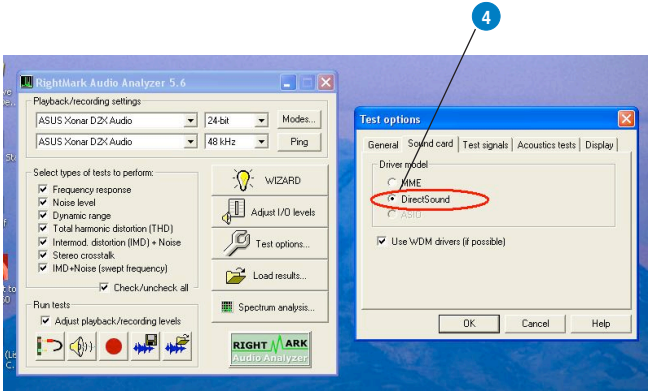 4
RightMark Audio Analyzer 5.6
Playback/recording settings
ASUS Xonar D2X Audio 24-bit Modes...
ASUS Xonar D2X Audio 48 kHz Ping
Select types of tests to perform:
Frequency response
Noise level
Dynamic range
Total harmonic distortion (THD)
Intermod. distortion (IMD) + Noise
Stereo crosstalk
IMD+Noise (swept frequency)
Check/uncheck all
Run tests
Adjust playback/recording levels
WIZARD
Adjust I/O levels
Test options...
Load results...
Spectrum analysis...
RIGHT MARK
Audio Analyzer
Test options
General Sound card Test signals Acoustics tests Display
Driver model
MME
DirectSound
ASIO
Use WDM drivers (if possible)
OK Cancel Help